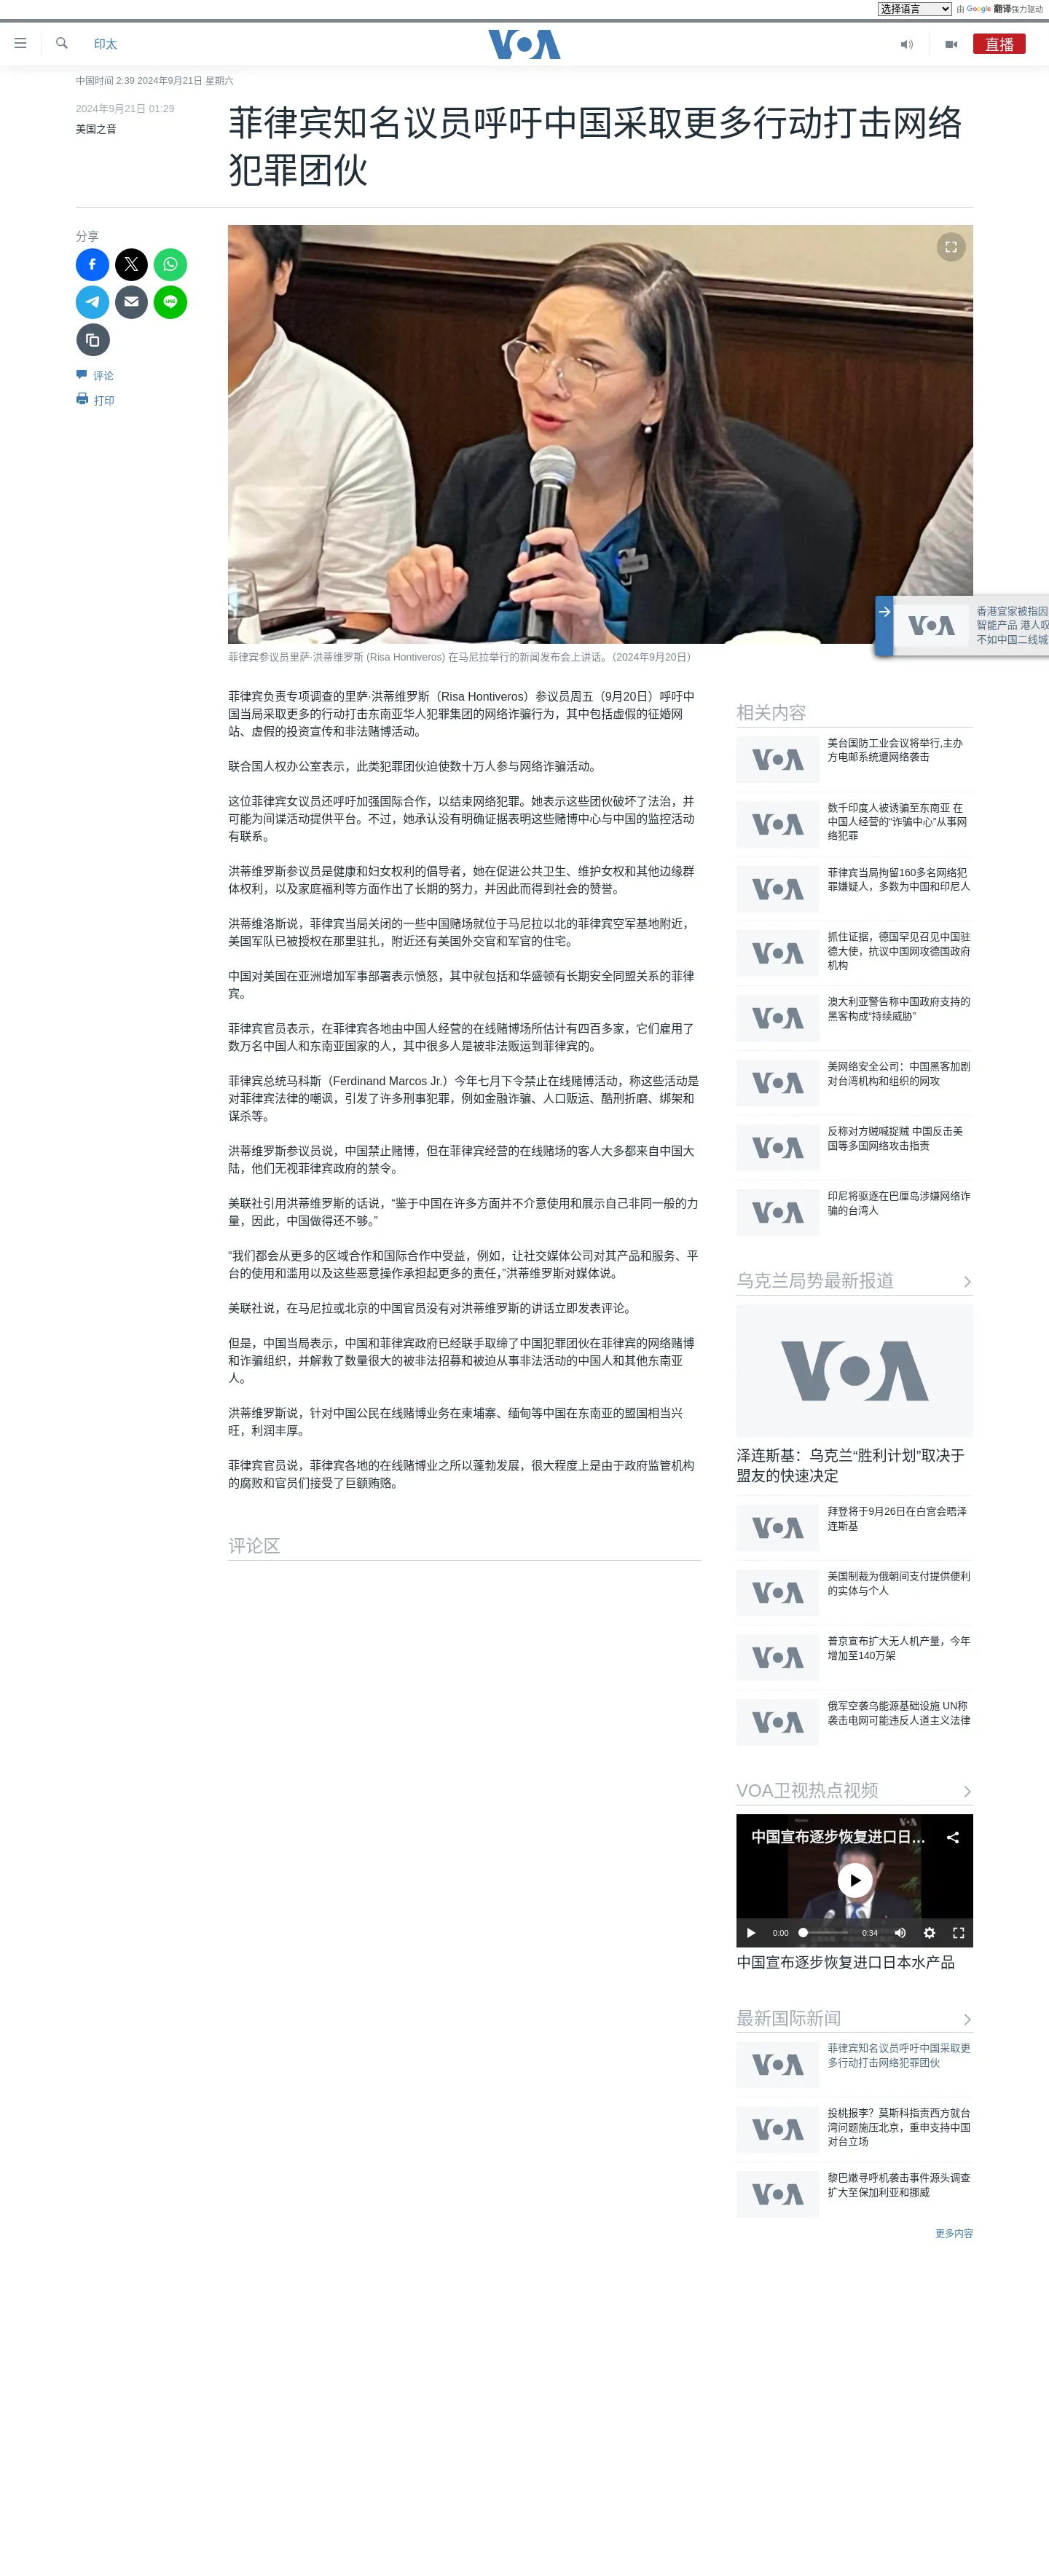 选择语言
由 Google 翻译强力驱动
印太
VOA
直播
中国时间 2:39 2024年9月21日 星期六
2024年9月21日 01:29
美国之音
菲律宾知名议员呼吁中国采取更多行动打击网络
犯罪团伙
分享
LINE
评论
打印
VOA
香港宜家被指因
智能产品 港人叹
不如中国二线城
菲律宾参议员里萨·洪蒂维罗斯 (Risa Hontiveros) 在马尼拉举行的新闻发布会上讲话。（2024年9月20日）
菲律宾负责专项调查的里萨·洪蒂维罗斯（Risa Hontiveros）参议员周五（9月20日）呼吁中
国当局采取更多的行动打击东南亚华人犯罪集团的网络诈骗行为，其中包括虚假的征婚网
站、虚假的投资宣传和非法赌博活动。
联合国人权办公室表示，此类犯罪团伙迫使数十万人参与网络诈骗活动。
这位菲律宾女议员还呼吁加强国际合作，以结束网络犯罪。她表示这些团伙破坏了法治，并
可能为间谍活动提供平台。不过，她承认没有明确证据表明这些赌博中心与中国的监控活动
有联系。
洪蒂维罗斯参议员是健康和妇女权利的倡导者，她在促进公共卫生、维护女权和其他边缘群
体权利，以及家庭福利等方面作出了长期的努力，并因此而得到社会的赞誉。
洪蒂维洛斯说，菲律宾当局关闭的一些中国赌场就位于马尼拉以北的菲律宾空军基地附近，
美国军队已被授权在那里驻扎，附近还有美国外交官和军官的住宅。
中国对美国在亚洲增加军事部署表示愤怒，其中就包括和华盛顿有长期安全同盟关系的菲律
宾。
菲律宾官员表示，在菲律宾各地由中国人经营的在线赌博场所估计有四百多家，它们雇用了
数万名中国人和东南亚国家的人，其中很多人是被非法贩运到菲律宾的。
菲律宾总统马科斯（Ferdinand Marcos Jr.）今年七月下令禁止在线赌博活动，称这些活动是
对菲律宾法律的嘲讽，引发了许多刑事犯罪，例如金融诈骗、人口贩运、酷刑折磨、绑架和
谋杀等。
洪蒂维罗斯参议员说，中国禁止赌博，但在菲律宾经营的在线赌场的客人大多都来自中国大
陆，他们无视菲律宾政府的禁令。
美联社引用洪蒂维罗斯的话说，“鉴于中国在许多方面并不介意使用和展示自己非同一般的力
量，因此，中国做得还不够。”
“我们都会从更多的区域合作和国际合作中受益，例如，让社交媒体公司对其产品和服务、平
台的使用和滥用以及这些恶意操作承担起更多的责任，”洪蒂维罗斯对媒体说。
美联社说，在马尼拉或北京的中国官员没有对洪蒂维罗斯的讲话立即发表评论。
但是，中国当局表示，中国和菲律宾政府已经联手取缔了中国犯罪团伙在菲律宾的网络赌博
和诈骗组织，并解救了数量很大的被非法招募和被迫从事非法活动的中国人和其他东南亚
人。
洪蒂维罗斯说，针对中国公民在线赌博业务在柬埔寨、缅甸等中国在东南亚的盟国相当兴
旺，利润丰厚。
菲律宾官员说，菲律宾各地的在线赌博业之所以蓬勃发展，很大程度上是由于政府监管机构
的腐败和官员们接受了巨额贿赂。
评论区
相关内容
VOA
美台国防工业会议将举行,主办
方电邮系统遭网络袭击
VOA
数千印度人被诱骗至东南亚 在
中国人经营的“诈骗中心”从事网
络犯罪
VOA
菲律宾当局拘留160多名网络犯
罪嫌疑人，多数为中国和印尼人
VOA
抓住证据，德国罕见召见中国驻
德大使，抗议中国网攻德国政府
机构
VOA
澳大利亚警告称中国政府支持的
黑客构成“持续威胁”
VOA
美网络安全公司：中国黑客加剧
对台湾机构和组织的网攻
VOA
反称对方贼喊捉贼 中国反击美
国等多国网络攻击指责
VOA
印尼将驱逐在巴厘岛涉嫌网络诈
骗的台湾人
乌克兰局势最新报道
VOA
泽连斯基：乌克兰“胜利计划”取决于
盟友的快速决定
VOA
拜登将于9月26日在白宫会晤泽
连斯基
VOA
美国制裁为俄朝间支付提供便利
的实体与个人
VOA
普京宣布扩大无人机产量，今年
增加至140万架
VOA
俄军空袭乌能源基础设施 UN称
袭击电网可能违反人道主义法律
VOA卫视热点视频
VOA
中国宣布逐步恢复进口日...
0:00
0:34
中国宣布逐步恢复进口日本水产品
最新国际新闻
VOA
菲律宾知名议员呼吁中国采取更
多行动打击网络犯罪团伙
VOA
投桃报李？莫斯科指责西方就台
湾问题施压北京，重申支持中国
对台立场
VOA
黎巴嫩寻呼机袭击事件源头调查
扩大至保加利亚和挪威
更多内容